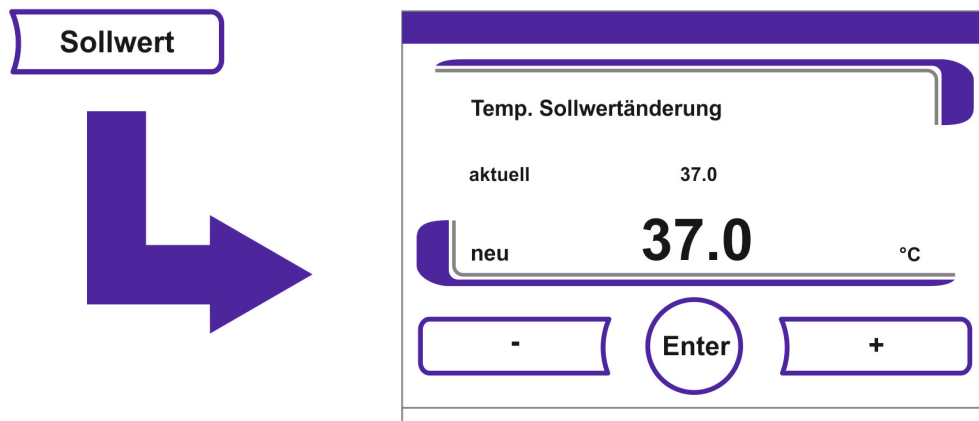 Sollwert
Temp. Sollwertänderung
aktuell 37.0
neu 37.0 °C
- Enter +